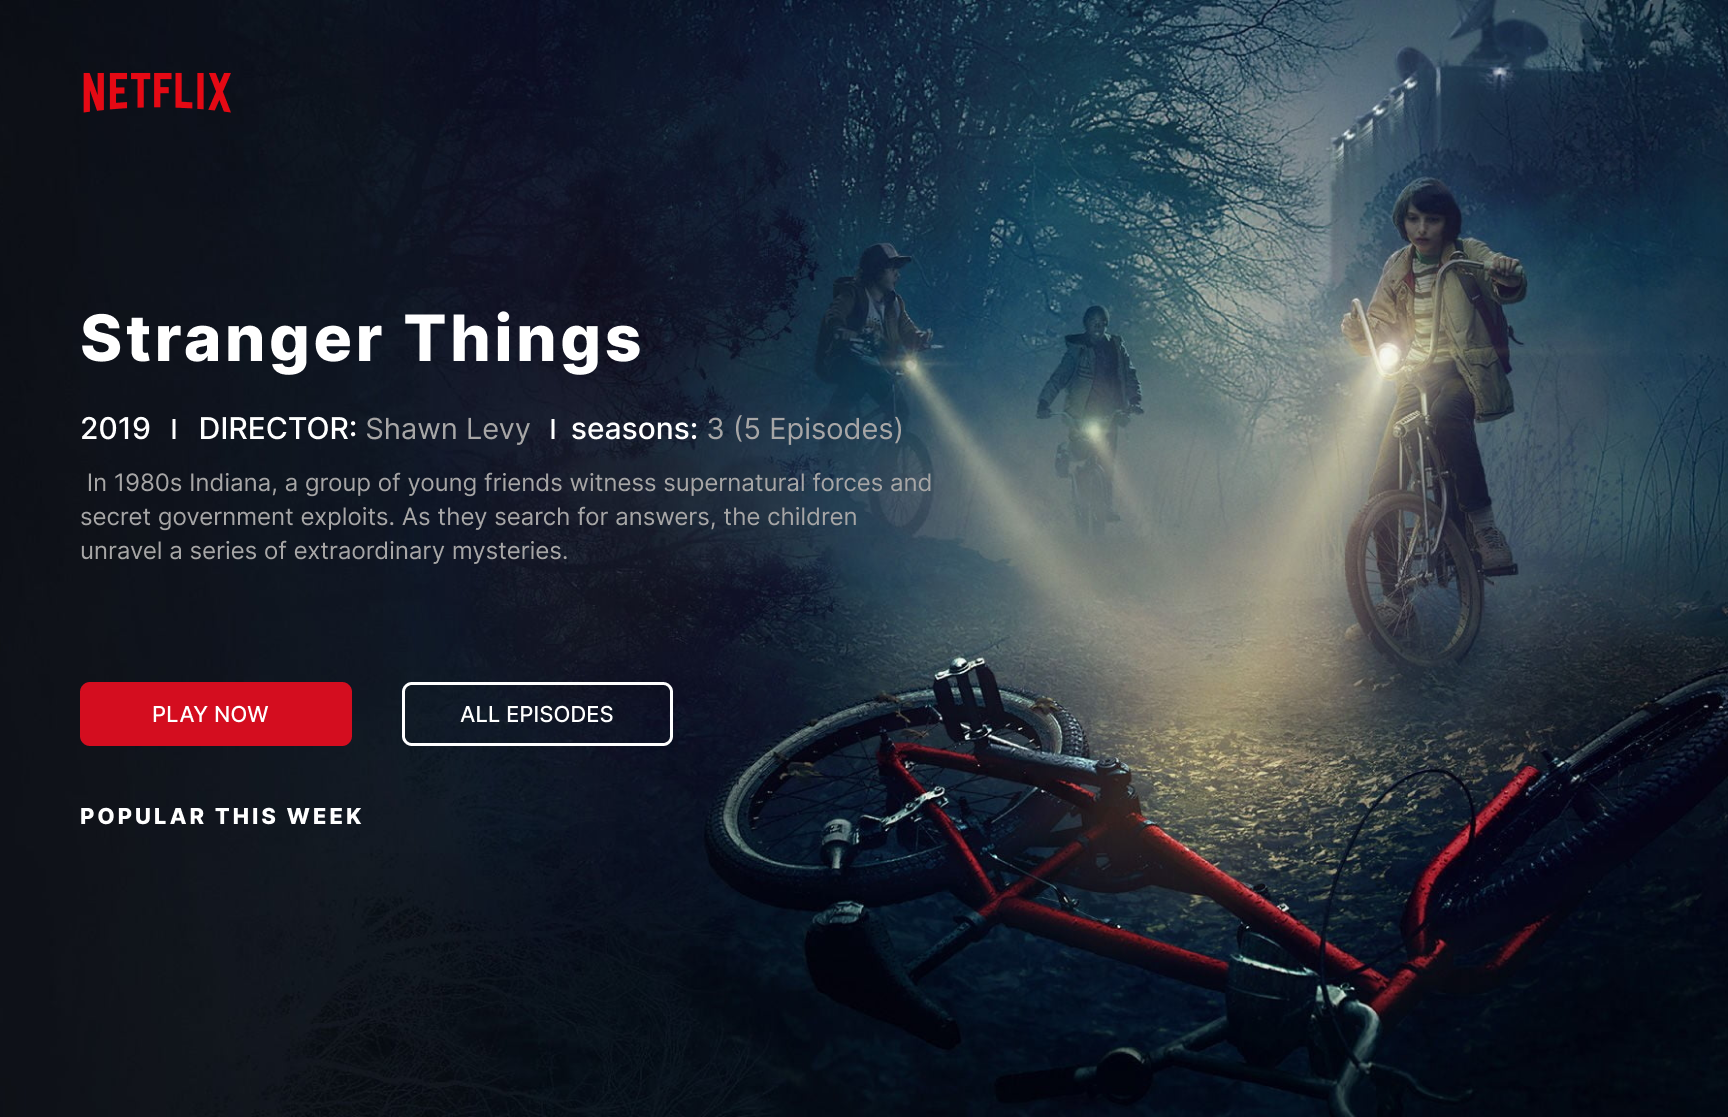 NETFLIX
Stranger Things
2019 I DIRECTOR: Shawn Levy I seasons: 3 (5 Episodes)
In 1980s Indiana, a group of young friends witness supernatural forces and
secret government exploits. As they search for answers, the children
unravel a series of extraordinary mysteries.
PLAY NOW
ALL EPISODES
POPULAR THIS WEEK